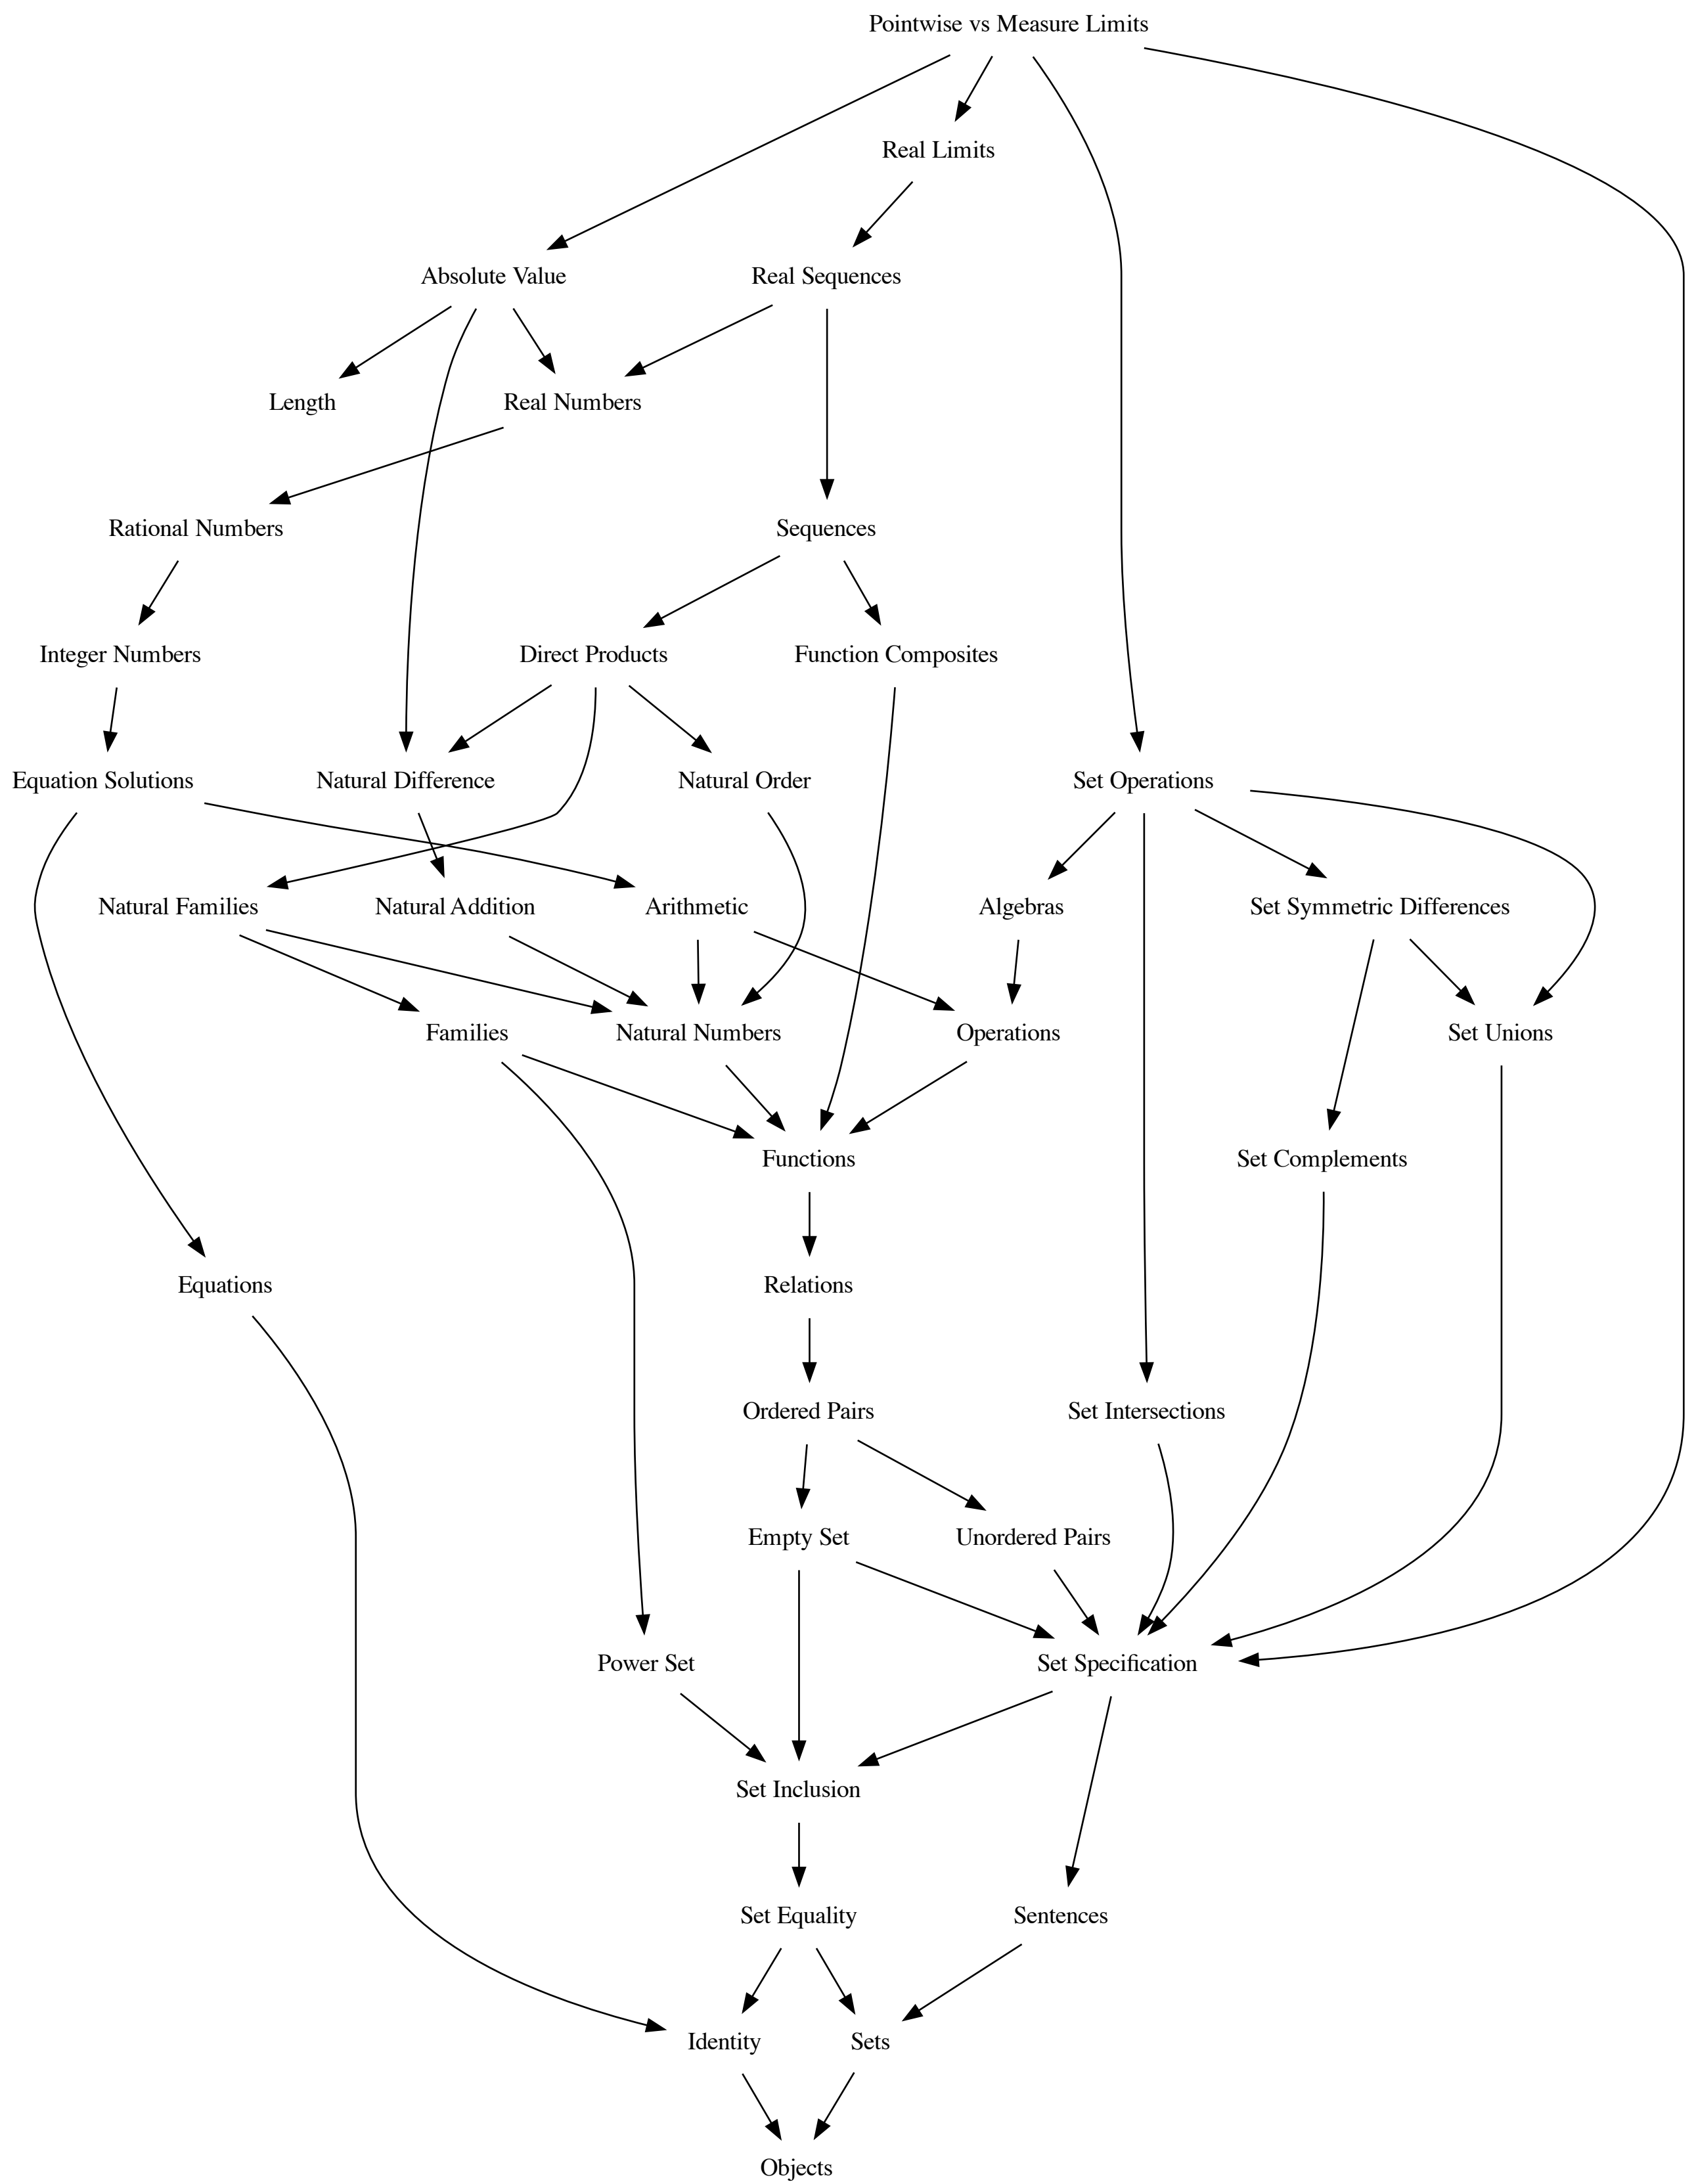 Pointwise vs Measure Limits
Real Limits
Absolute Value
Real Sequences
Length
Real Numbers
Rational Numbers
Sequences
Integer Numbers
Direct Products
Function Composites
Equation Solutions
Natural Difference
Natural Order
Set Operations
Natural Families
Natural Addition
Arithmetic
Algebras
Set Symmetric Differences
Families
Natural Numbers
Operations
Set Unions
Functions
Set Complements
Equations
Relations
Ordered Pairs
Set Intersections
Empty Set
Unordered Pairs
Power Set
Set Specification
Set Inclusion
Set Equality
Sentences
Identity
Sets
Objects